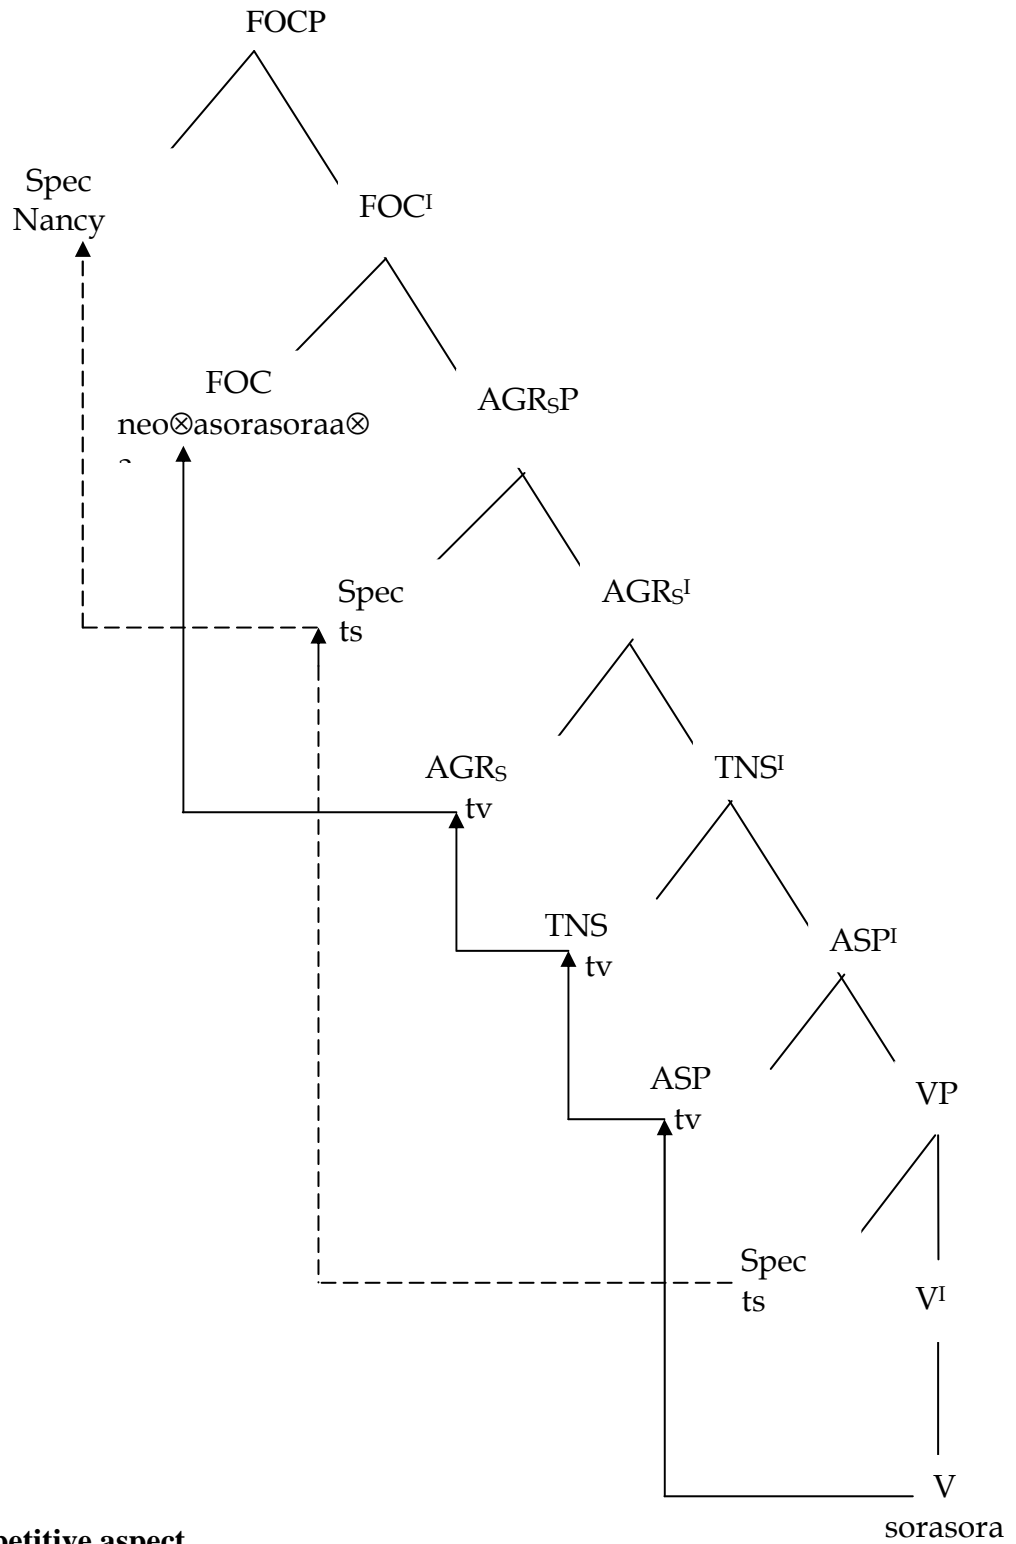 FOCP
Spec
Nancy
FOCᴵ
FOC
neo⊗asorasoraa⊗
AGRₛP
Spec
ts
AGRₛᴵ
AGRₛ
tv
TNSᴵ
TNS
tv
ASPᴵ
ASP
tv
VP
Spec
ts
Vᴵ
V
sorasora
petitive aspect